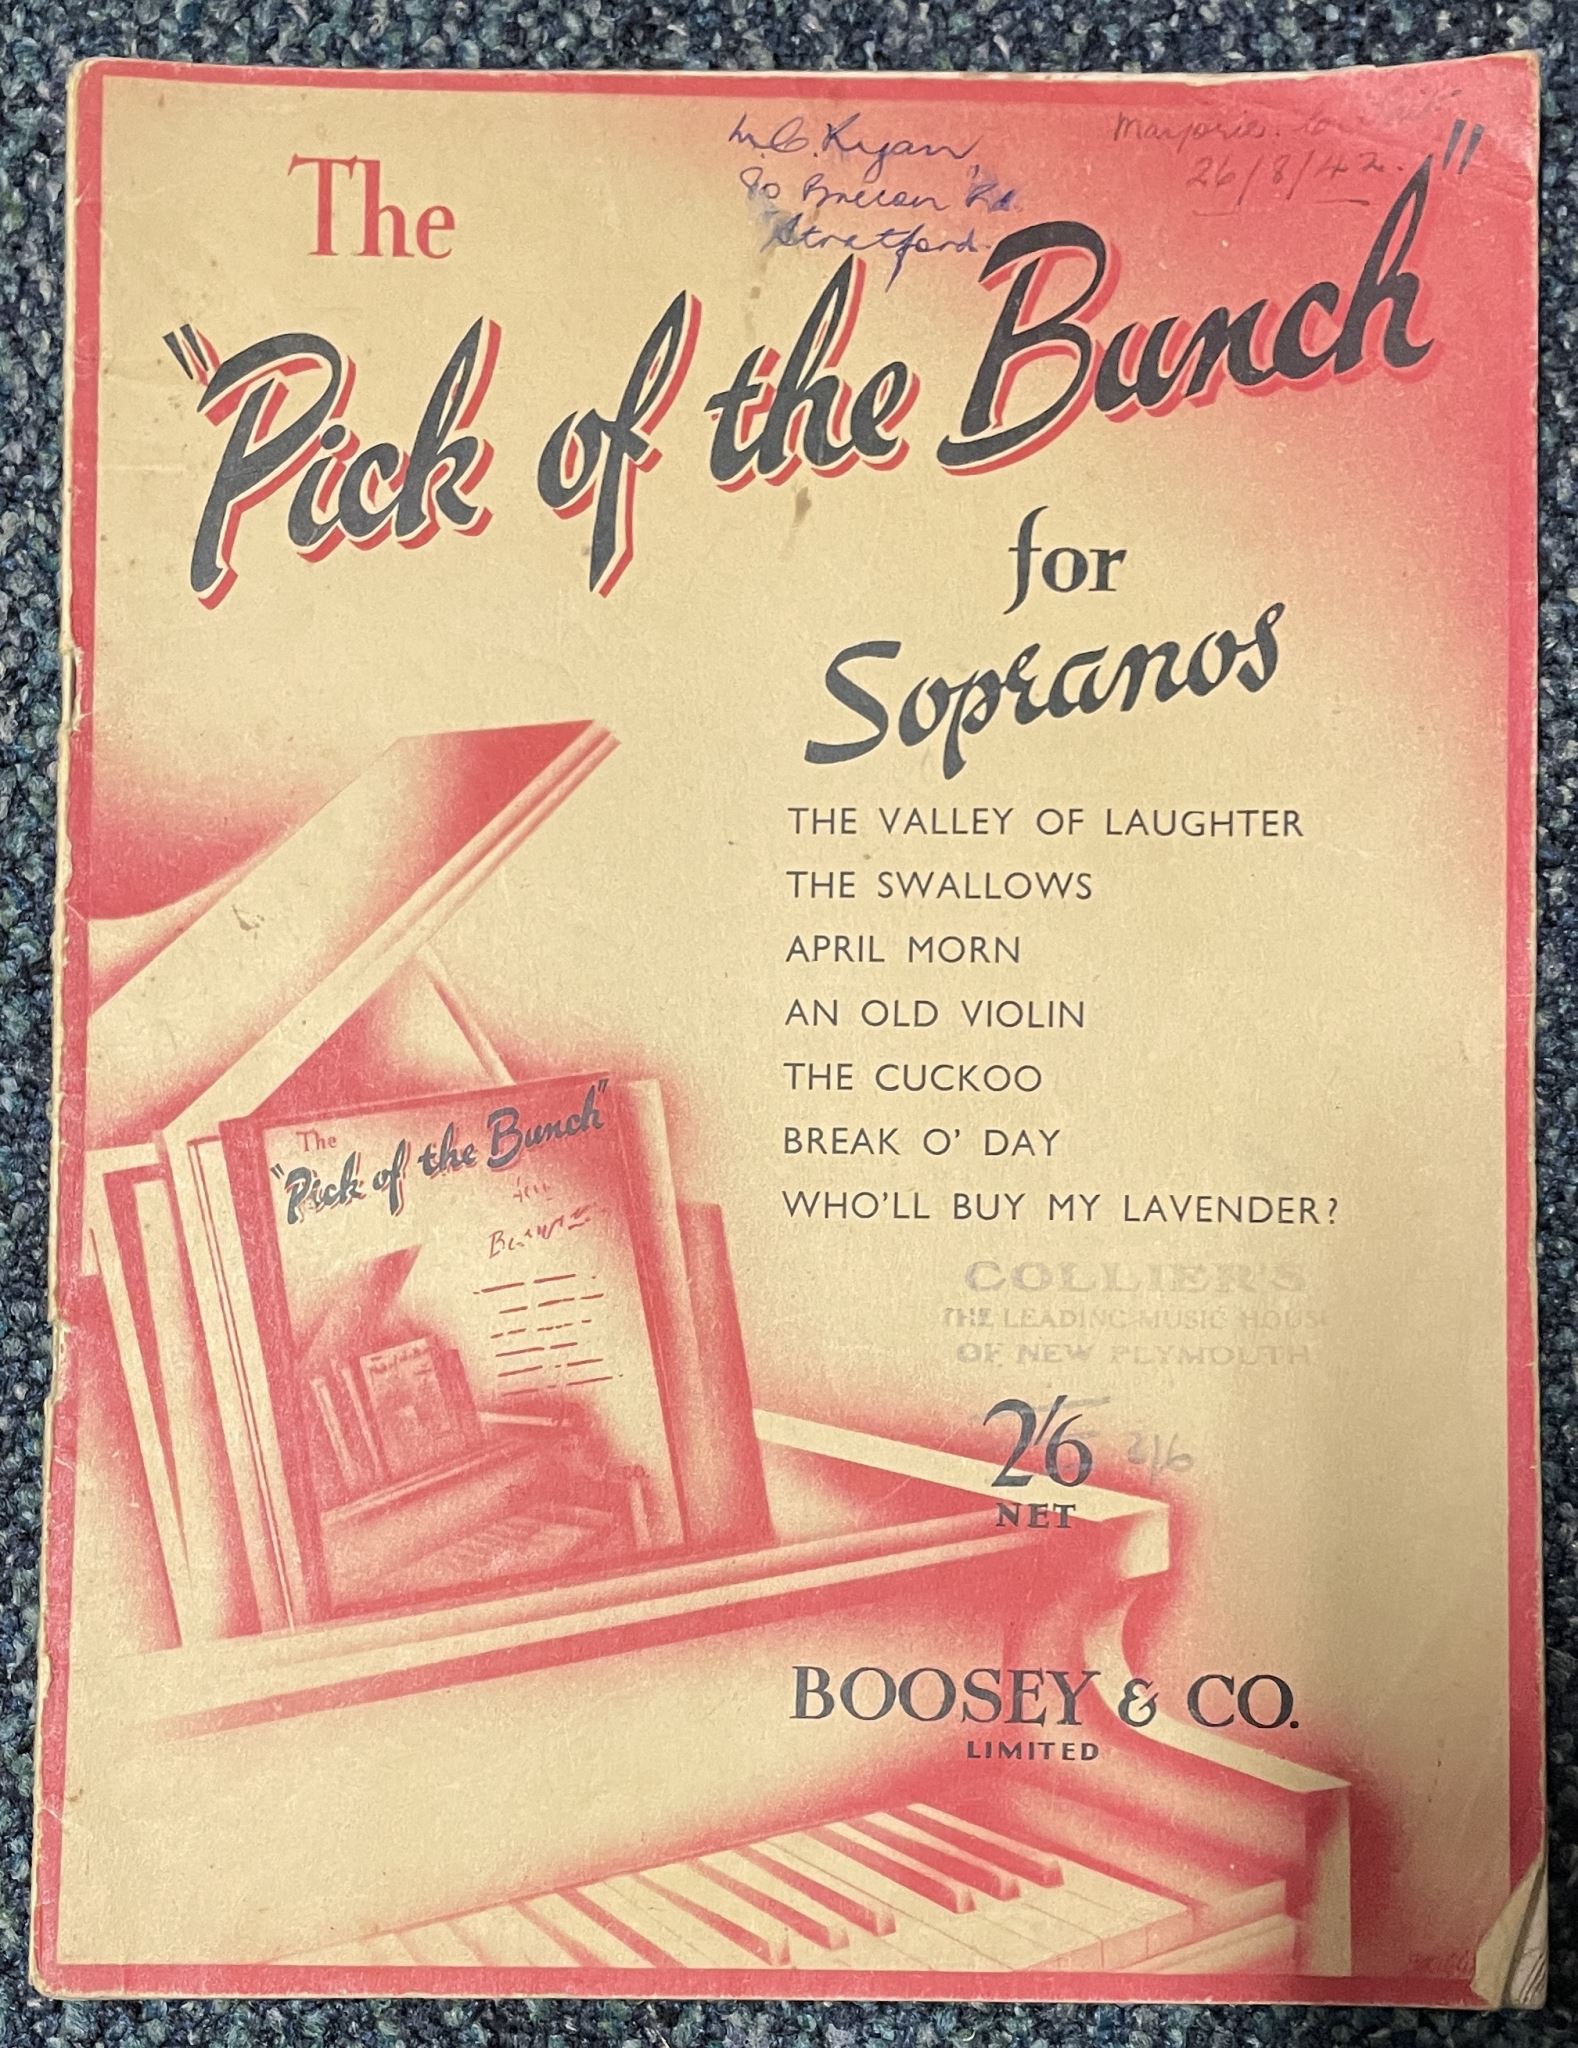 The
"Pick of the Bunch"
for
Sopranos
M.C. Ryan,
Brecon Rd.
Stratford.
Marjorie
26/8/42.
THE VALLEY OF LAUGHTER
THE SWALLOWS
APRIL MORN
AN OLD VIOLIN
THE CUCKOO
BREAK O' DAY
WHO'LL BUY MY LAVENDER?
COLLIER'S
THE LEADING MUSIC HOUSE
OF NEW PLYMOUTH
2/6 2/6
NET
The
"Pick of the Bunch"
BOOSEY & CO.
LIMITED